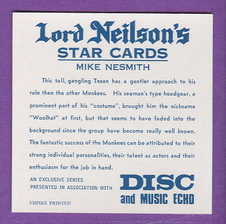 Lord Neilson's
STAR CARDS
MIKE NESMITH
This tall, gangling Texan has a gentler approach to his
role than the other Monkees. His seaman's type headgear, a
prominent part of his "costume", brought him the nickname
"Woolhat" at first, but that seems to have faded into the
background since the group have become really well known.
The fantastic success of the Monkees can be attributed to their
strong individual personalities, their talent as actors and their
enthusiasm for the job in hand.
AN EXCLUSIVE SERIES
PRESENTED IN ASSOCIATION WITH
DISC
and MUSIC ECHO
EMPIRE PRINTED